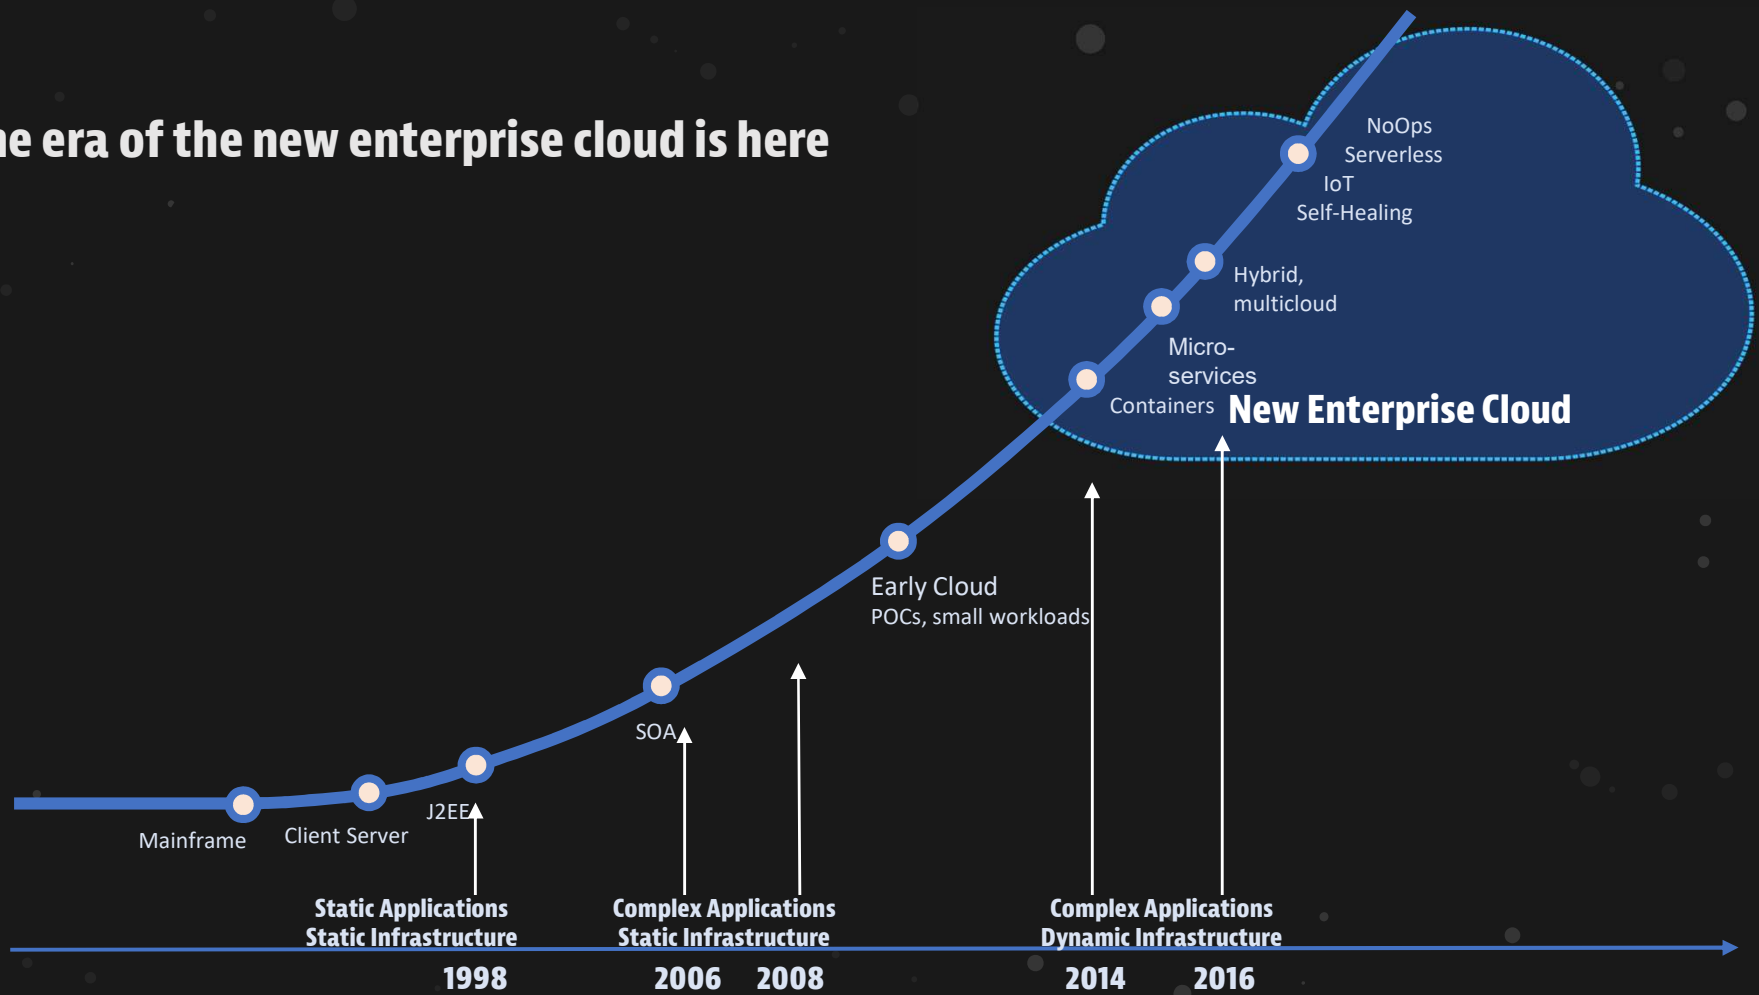 he era of the new enterprise cloud is here
NoOps
Serverless
IoT
Self-Healing
Hybrid,
multicloud
Micro-
services
Containers
New Enterprise Cloud
Early Cloud
POCs, small workloads
SOA
J2EE
Client Server
Mainframe
Static Applications
Static Infrastructure
Complex Applications
Static Infrastructure
Complex Applications
Dynamic Infrastructure
1998
2006
2008
2014
2016